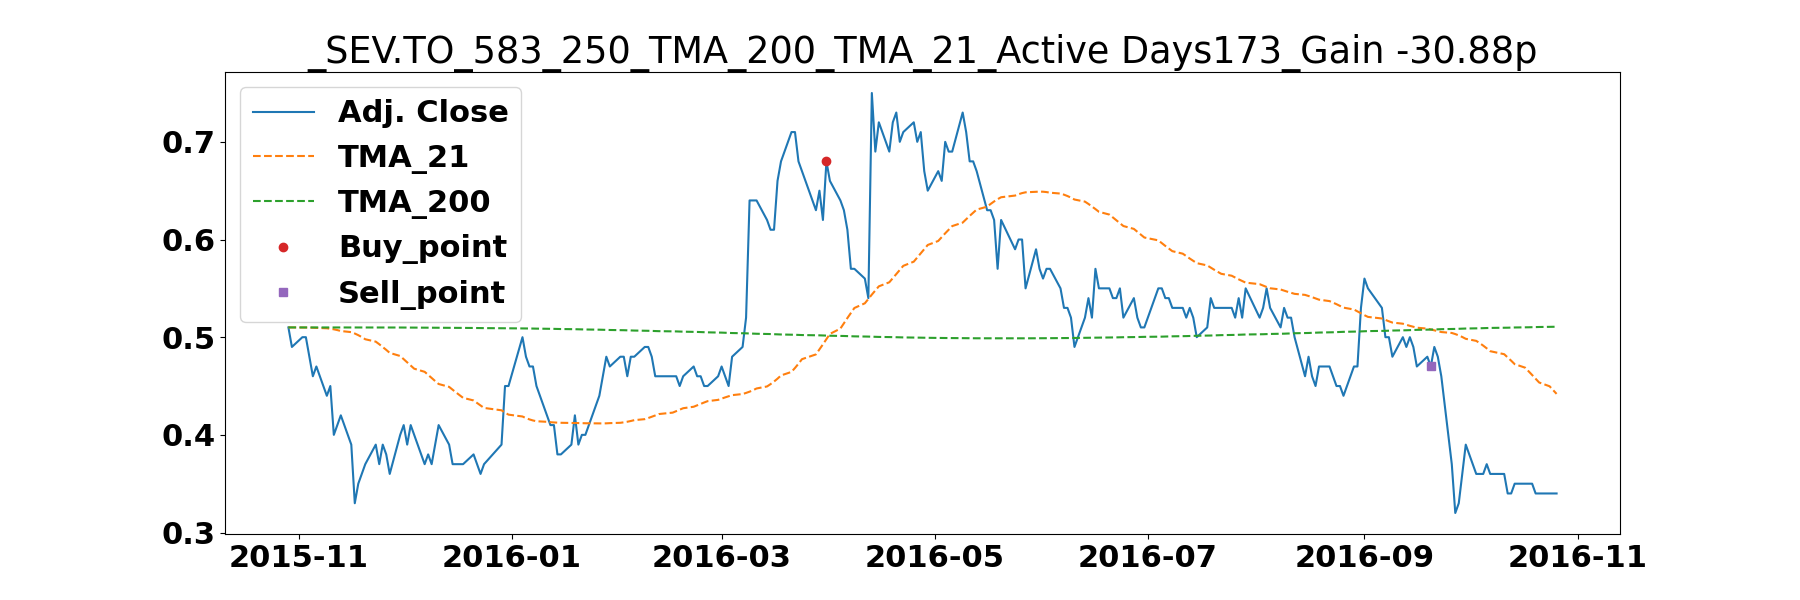 _SEV.TO_583_250_TMA_200_TMA_21_Active Days173_Gain -30.88p
Adj. Close
TMA_21
TMA_200
Buy_point
Sell_point
0.7
0.6
0.5
0.4
0.3
2015-11 2016-01 2016-03 2016-05 2016-07 2016-09 2016-11